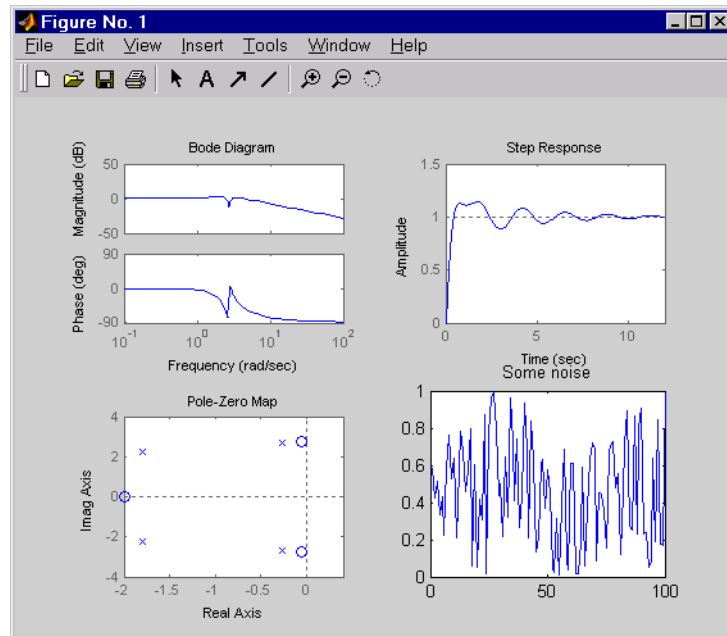 Figure No. 1
File Edit View Insert Tools Window Help
A
Bode Diagram
Magnitude (dB)
50
0
-50
Phase (deg)
90
0
-90
10^-1 10^0 10^1 10^2
Frequency (rad/sec)
Step Response
Amplitude
1.5
1
0.5
0
0 5 10
Time (sec)
Pole-Zero Map
Imag Axis
4
2
0
-2
-4
-2 -1.5 -1 -0.5 0
Real Axis
Some noise
1
0.8
0.6
0.4
0.2
0
0 50 100